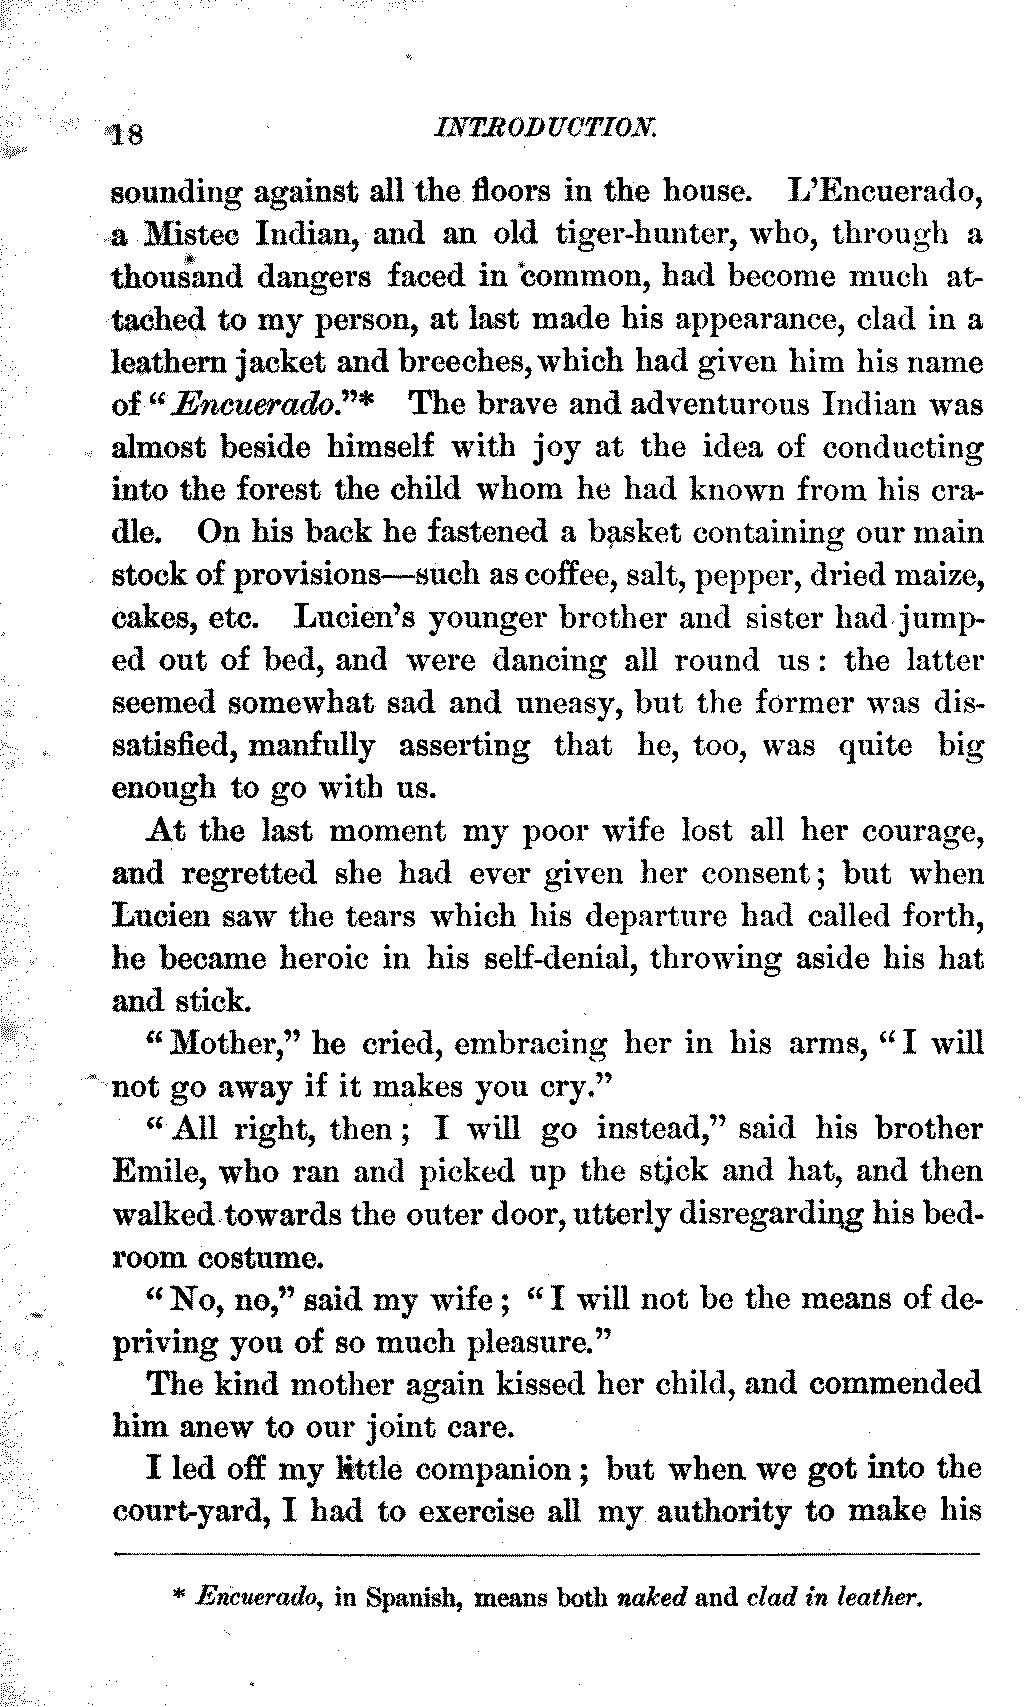 18 INTRODUCTION.
sounding against all the floors in the house. L'Encuerado,
a Mistec Indian, and an old tiger-hunter, who, through a
thousand dangers faced in common, had become much at-
tached to my person, at last made his appearance, clad in a
leathern jacket and breeches, which had given him his name
of "Encuerado."* The brave and adventurous Indian was
almost beside himself with joy at the idea of conducting
into the forest the child whom he had known from his cra-
dle. On his back he fastened a basket containing our main
stock of provisions—such as coffee, salt, pepper, dried maize,
cakes, etc. Lucien's younger brother and sister had jump-
ed out of bed, and were dancing all round us: the latter
seemed somewhat sad and uneasy, but the former was dis-
satisfied, manfully asserting that he, too, was quite big
enough to go with us.
At the last moment my poor wife lost all her courage,
and regretted she had ever given her consent; but when
Lucien saw the tears which his departure had called forth,
he became heroic in his self-denial, throwing aside his hat
and stick.
"Mother," he cried, embracing her in his arms, "I will
not go away if it makes you cry."
"All right, then; I will go instead," said his brother
Emile, who ran and picked up the stick and hat, and then
walked towards the outer door, utterly disregarding his bed-
room costume.
"No, no," said my wife; "I will not be the means of de-
priving you of so much pleasure."
The kind mother again kissed her child, and commended
him anew to our joint care.
I led off my little companion; but when we got into the
court-yard, I had to exercise all my authority to make his
* Encuerado, in Spanish, means both naked and clad in leather.